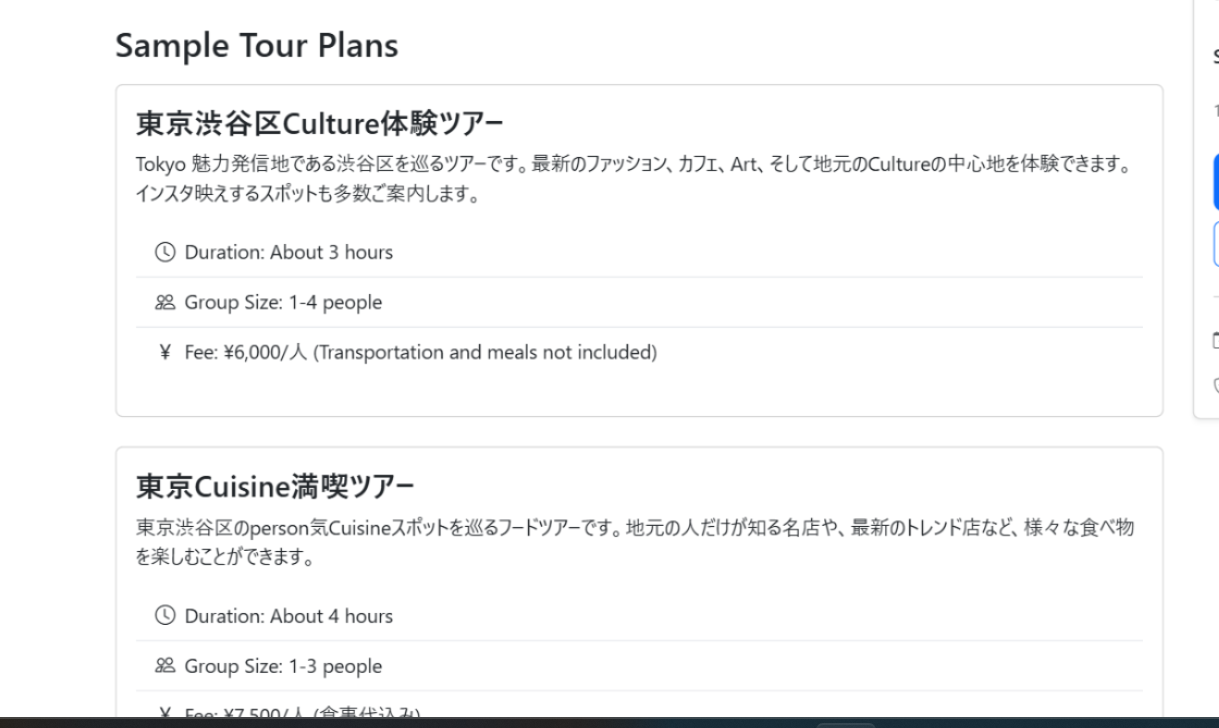 Sample Tour Plans
東京渋谷区Culture体験ツアー
Tokyo 魅力発信地である渋谷区を巡るツアーです。最新のファッション、カフェ、Art、そして地元のCultureの中心地を体験できます。
インスタ映えするスポットも多数ご案内します。
Duration: About 3 hours
Group Size: 1-4 people
¥ Fee: ¥6,000/人 (Transportation and meals not included)
東京Cuisine満喫ツアー
東京渋谷区のperson気Cuisineスポットを巡るフードツアーです。地元の人だけが知る名店や、最新のトレンド店など、様々な食べ物
を楽しむことができます。
Duration: About 4 hours
Group Size: 1-3 people
¥ Fee: ¥7,500/人 (食事代込み)